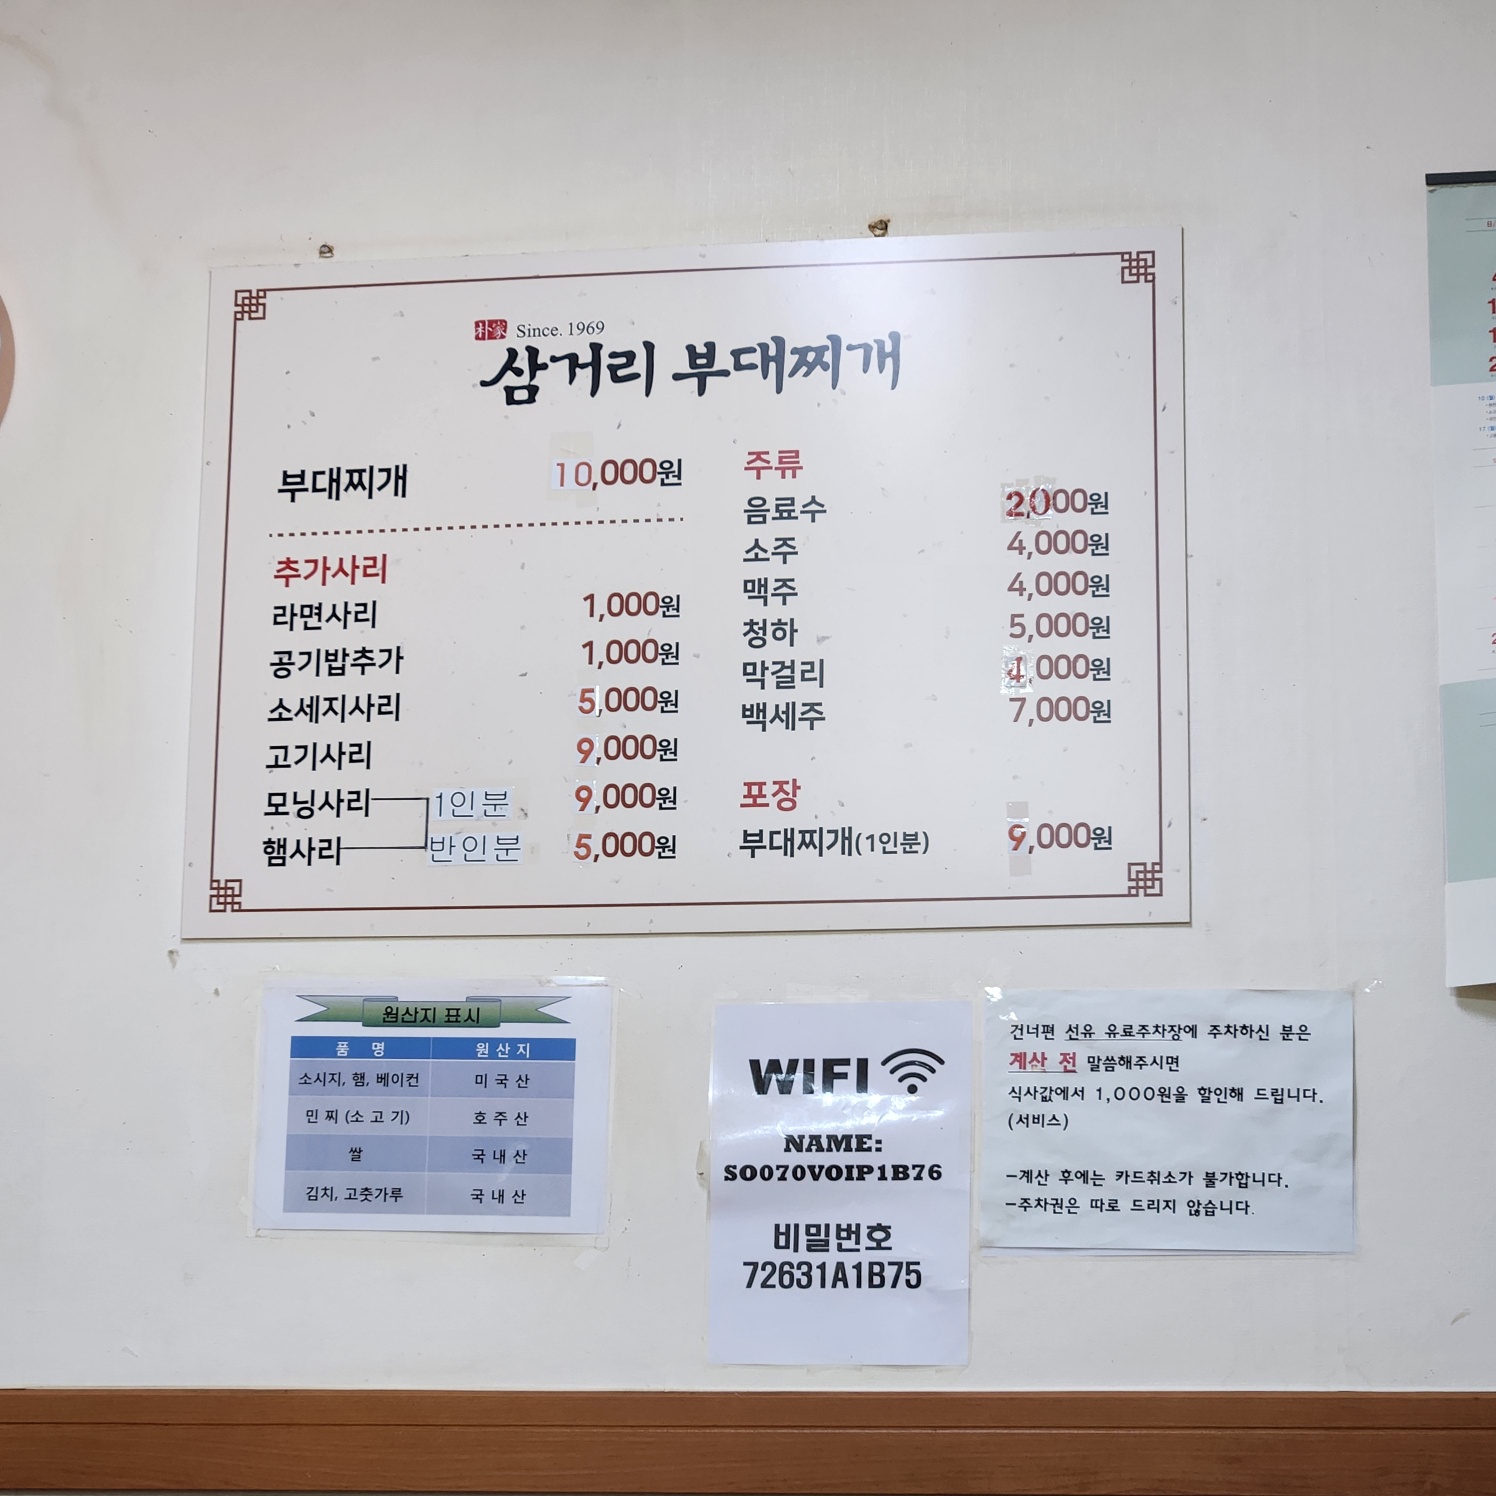 朴家 Since. 1969
삼거리 부대찌개
부대찌개 10,000원
추가사리
라면사리 1,000원
공기밥추가 1,000원
소세지사리 5,000원
고기사리 9,000원
모닝사리 1인분 9,000원
햄사리 반인분 5,000원
주류
음료수 2,000원
소주 4,000원
맥주 4,000원
청하 5,000원
막걸리 4,000원
백세주 7,000원
포장
부대찌개(1인분) 9,000원
원산지 표시
품 명 원 산 지
소시지, 햄, 베이컨 미 국 산
민 찌 (소 고 기) 호 주 산
쌀 국 내 산
김치, 고춧가루 국 내 산
WIFI
NAME:
SO070VOIP1B76
비밀번호
72631A1B75
건너편 선유 유료주차장에 주차하신 분은
계산 전 말씀해주시면
식사값에서 1,000원을 할인해 드립니다.
(서비스)
-계산 후에는 카드취소가 불가합니다.
-주차권은 따로 드리지 않습니다.